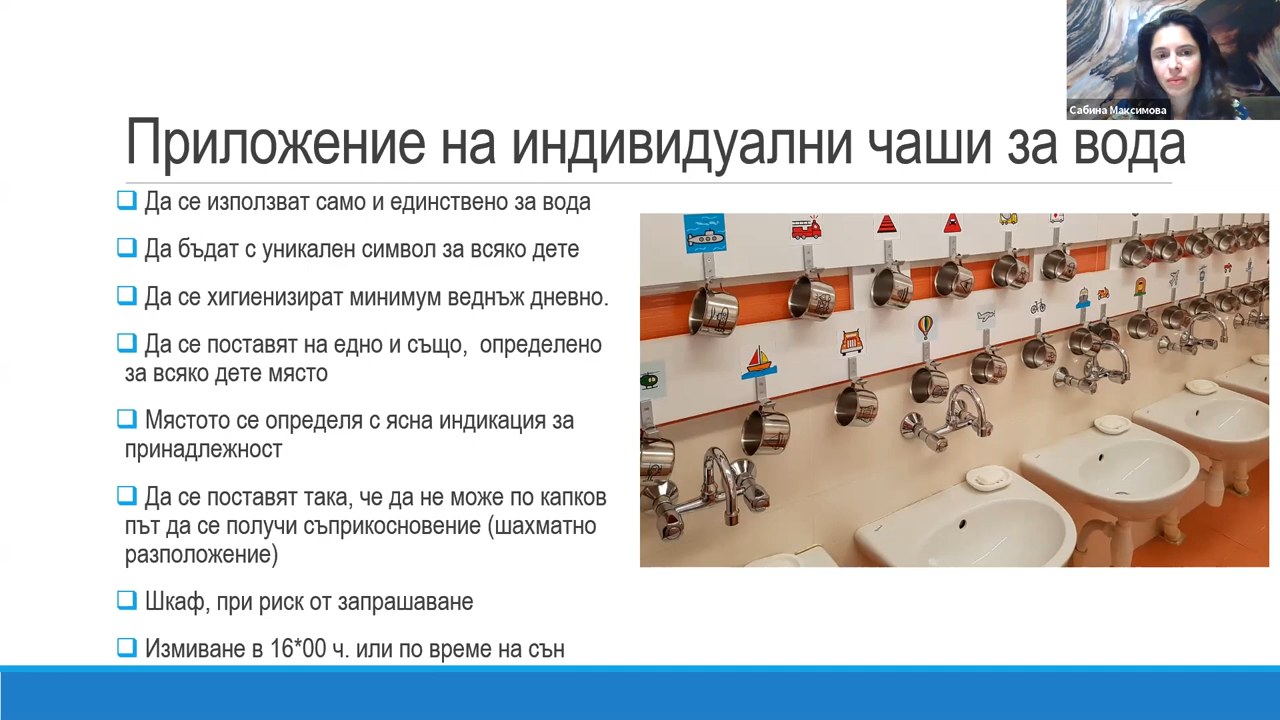 Сабина Максимова
Приложение на индивидуални чаши за вода
Да се използват само и единствено за вода
Да бъдат с уникален символ за всяко дете
Да се хигиенизират минимум веднъж дневно.
Да се поставят на едно и също, определено
за всяко дете място
Мястото се определя с ясна индикация за
принадлежност
Да се поставят така, че да не може по капков
път да се получи съприкосновение (шахматно
разположение)
Шкаф, при риск от запрашаване
Измиване в 16*00 ч. или по време на сън